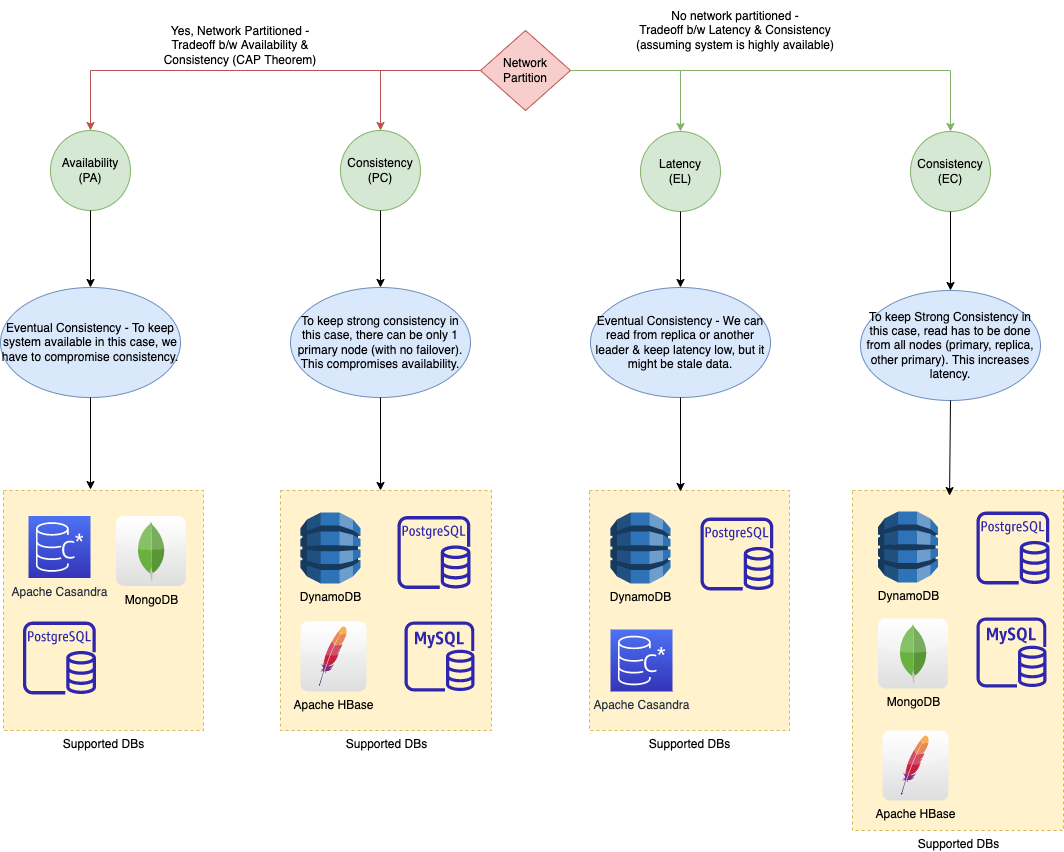 Yes, Network Partitioned -
Tradeoff b/w Availability &
Consistency (CAP Theorem)
Network
Partition
No network partitioned -
Tradeoff b/w Latency & Consistency
(assuming system is highly available)
Availability
(PA)
Consistency
(PC)
Latency
(EL)
Consistency
(EC)
Eventual Consistency - To keep
system available in this case, we
have to compromise consistency.
To keep strong consistency in
this case, there can be only 1
primary node (with no failover).
This compromises availability.
Eventual Consistency - We can
read from replica or another
leader & keep latency low, but it
might be stale data.
To keep Strong Consistency in
this case, read has to be done
from all nodes (primary, replica,
other primary). This increases
latency.
C*
Apache Casandra
MongoDB
PostgreSQL
Supported DBs
DynamoDB
PostgreSQL
Apache HBase
MySQL
Supported DBs
DynamoDB
PostgreSQL
C*
Apache Casandra
Supported DBs
DynamoDB
PostgreSQL
MongoDB
MySQL
Apache HBase
Supported DBs